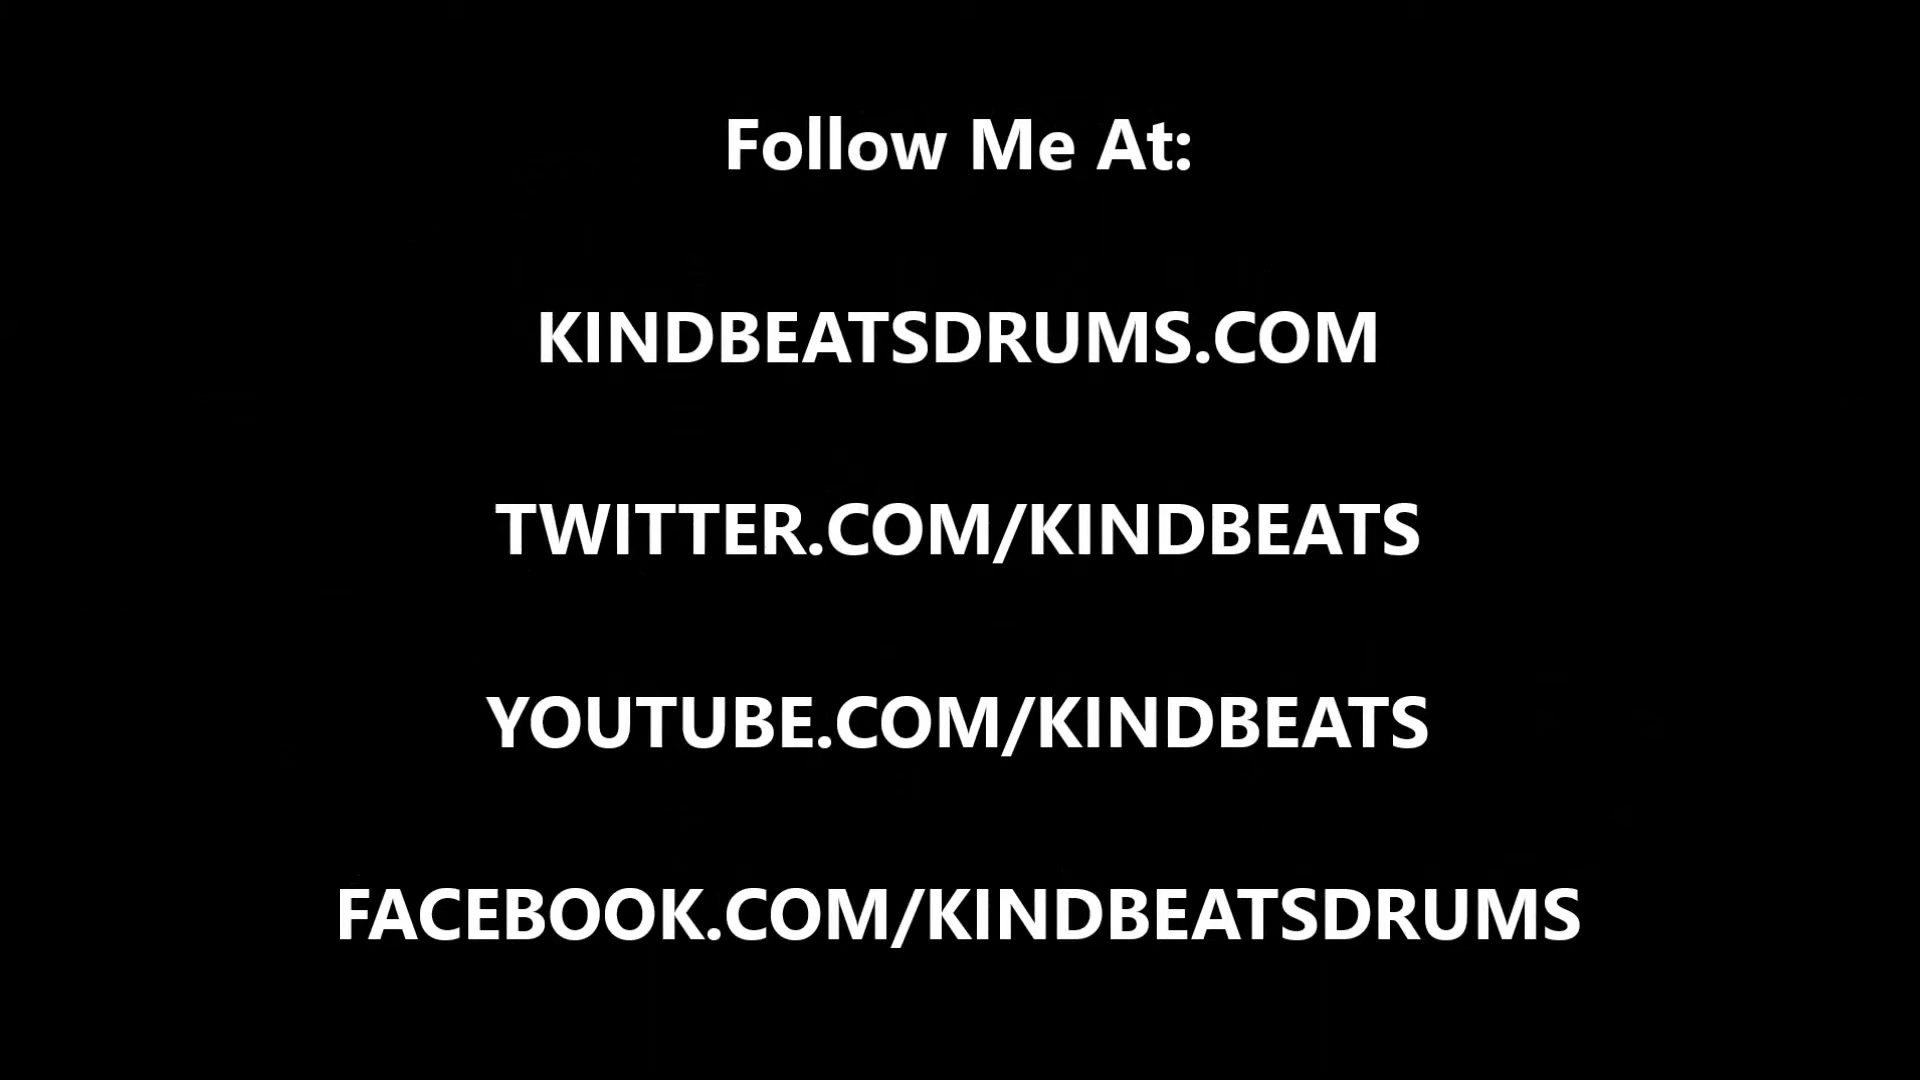 Follow Me At:
KINDBEATSDRUMS.COM
TWITTER.COM/KINDBEATS
YOUTUBE.COM/KINDBEATS
FACEBOOK.COM/KINDBEATSDRUMS